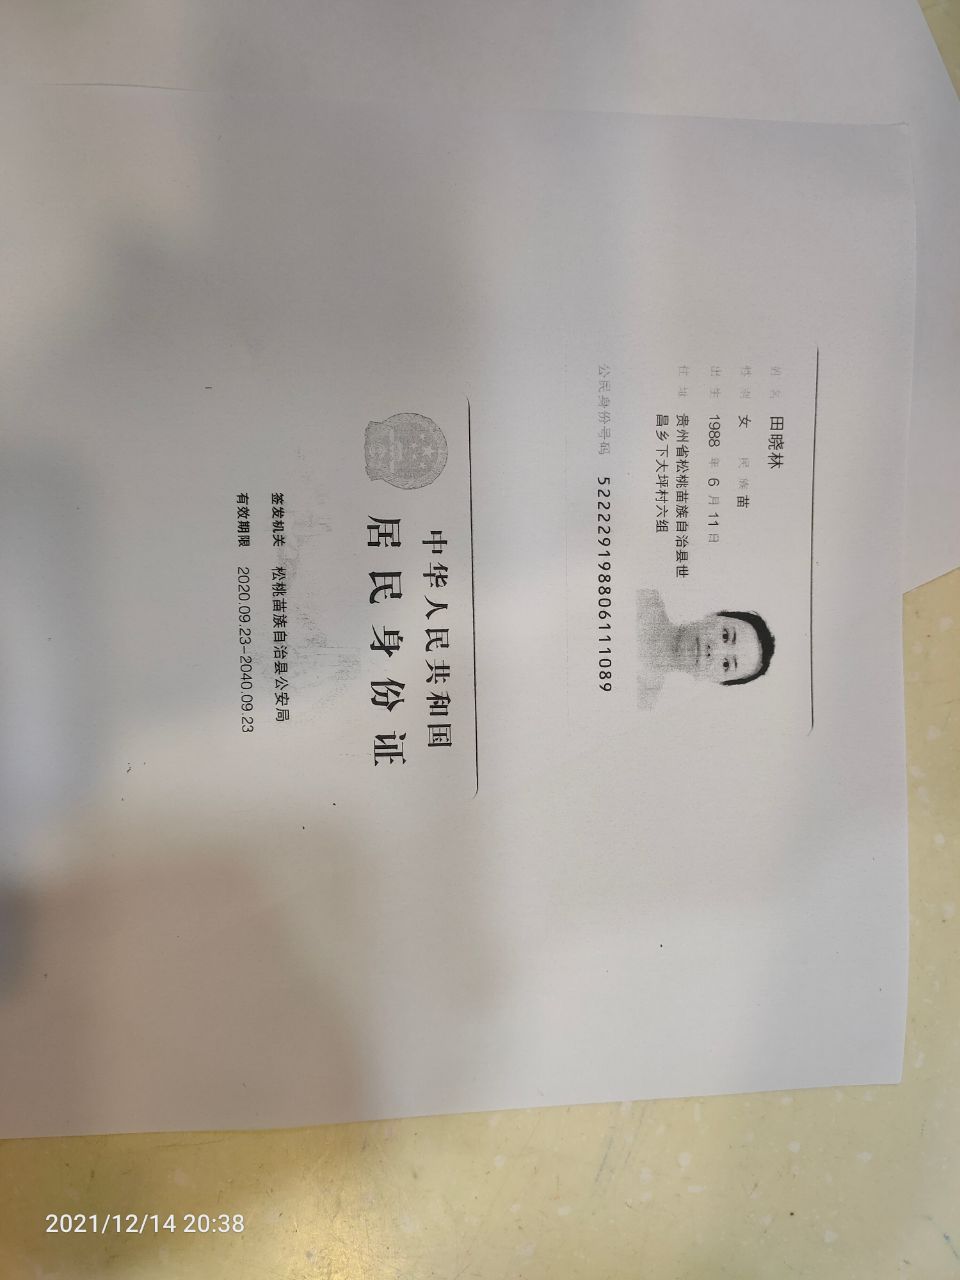 姓名 田晓林
性别 女 民族 苗
出生 1988 年 6 月 11 日
住址 贵州省松桃苗族自治县世
昌乡下大坪村六组
公民身份号码 522229198806111089
中华人民共和国
居民身份证
签发机关 松桃苗族自治县公安局
有效期限 2020.09.23-2040.09.23
2021/12/14 20:38